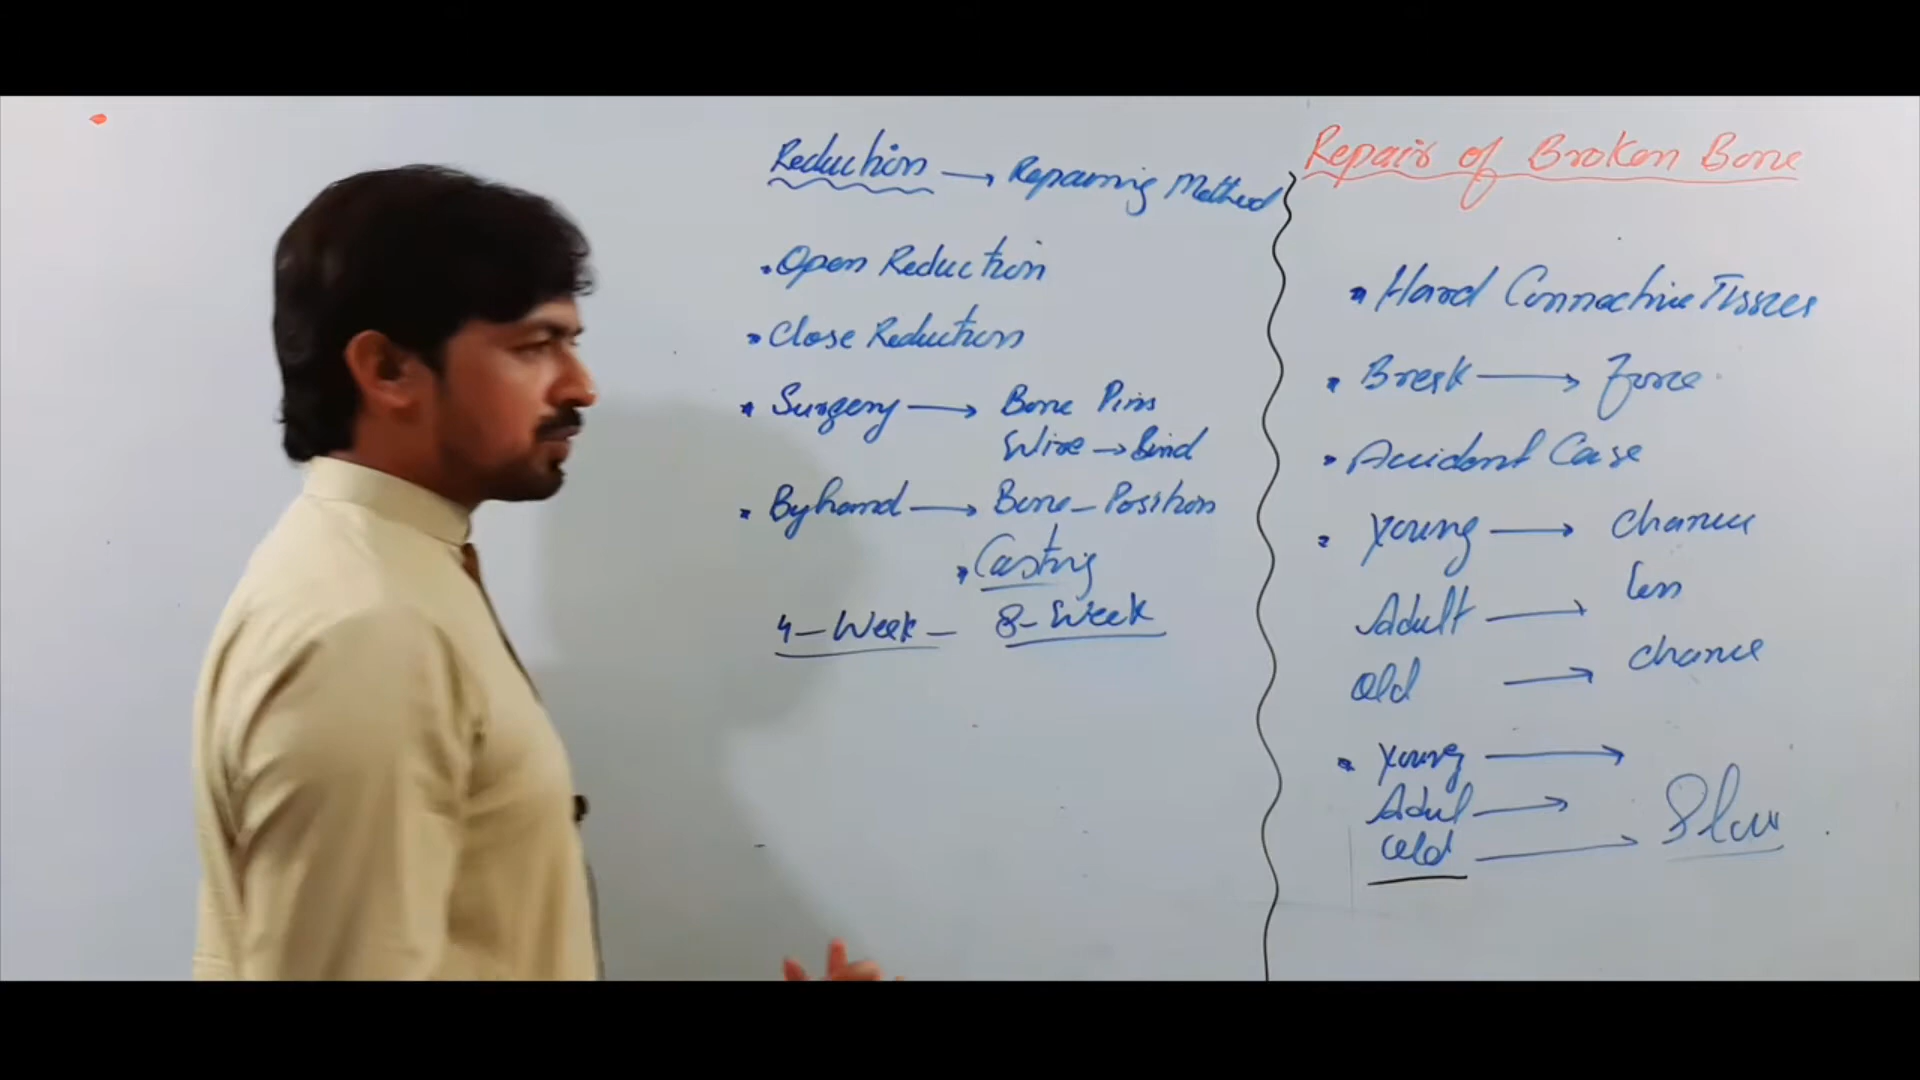 Repair of Broken Bone
• Hard Connective Tissues
• Break → Force
• Accident Case
• Young → chance
less
Adult →
chance
Old →
• Young →
Adul →
Old → Slow
Reduction → Repairing Method
• Open Reduction
• Close Reduction
• Surgery → Bone Pins
Wire → Bind
• By hand → Bone - Position
• Casting
4 - Week - 8 - Week